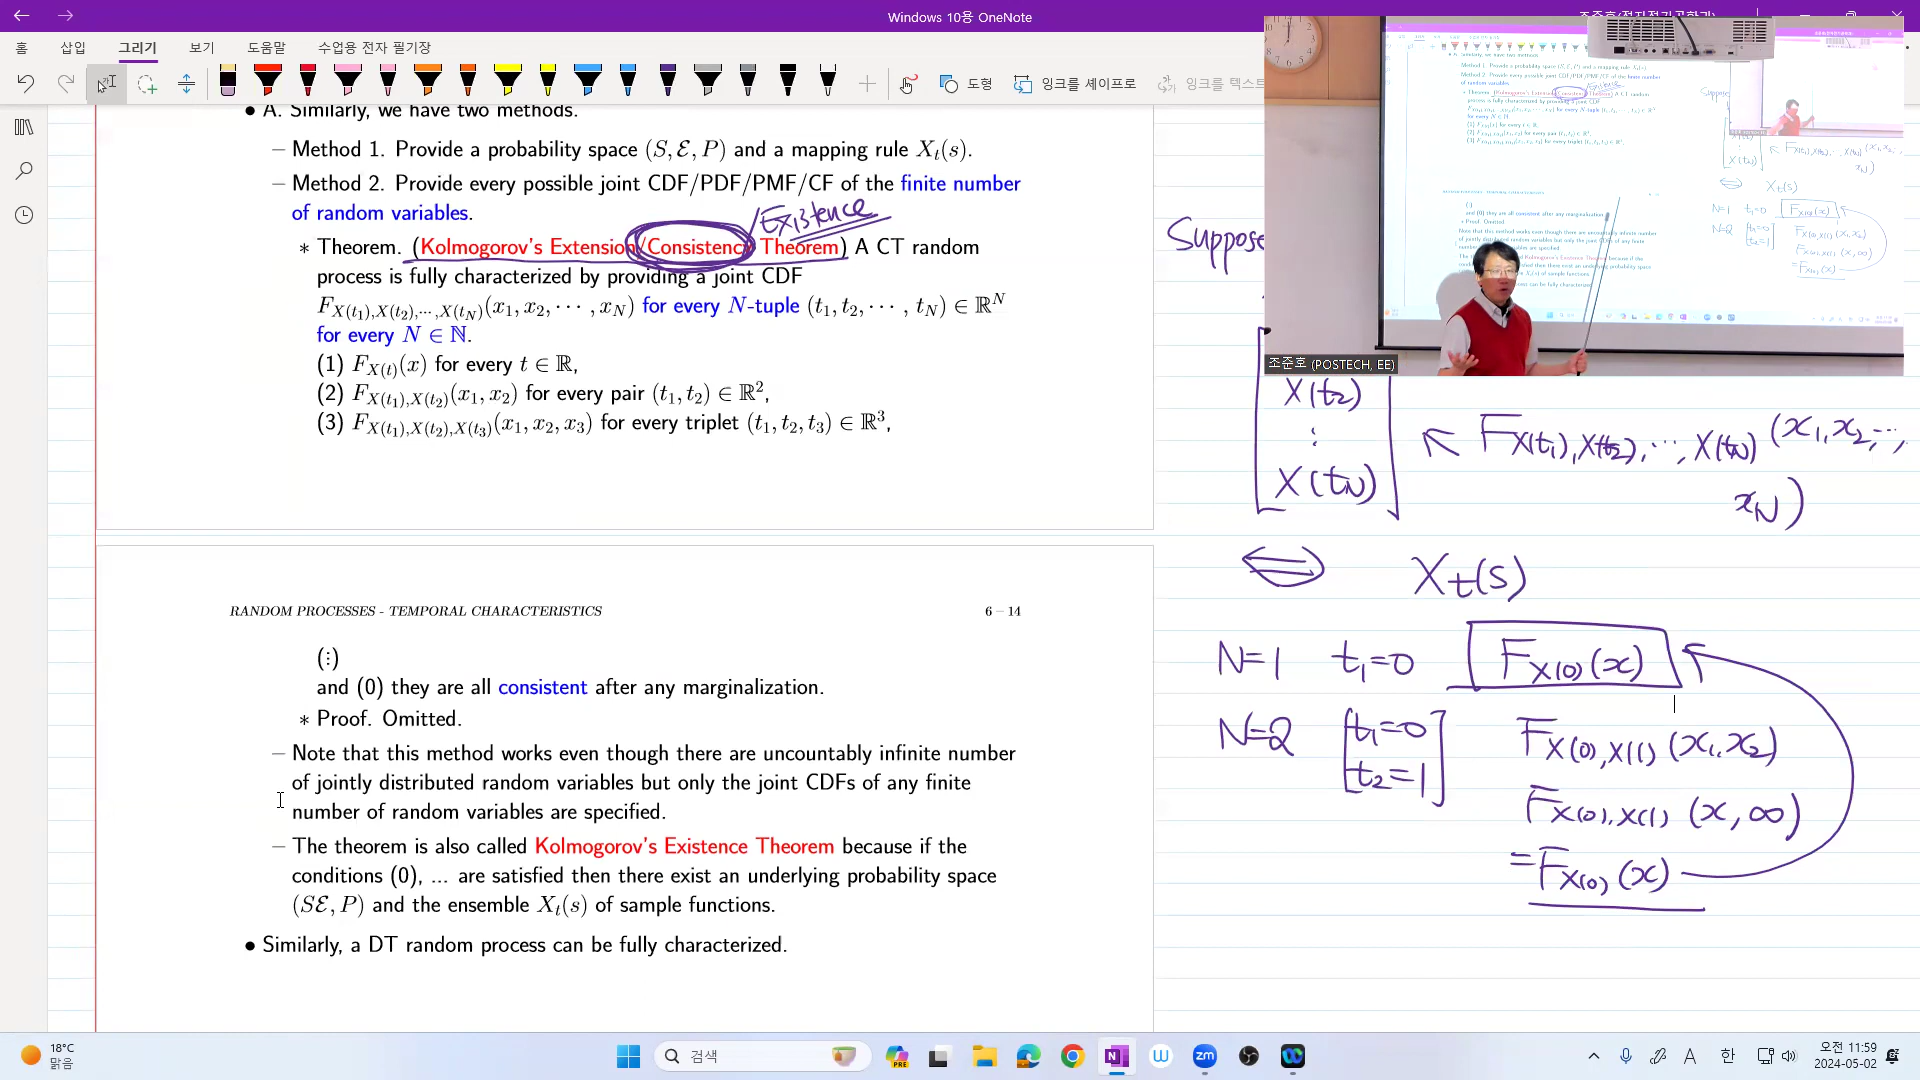 Windows 10용 OneNote
홈 삽입 그리기 보기 도움말 수업용 전자 필기장
도형 잉크를 셰이프로
• A. Similarly, we have two methods.
– Method 1. Provide a probability space (S, ℰ, P) and a mapping rule X_t(s).
– Method 2. Provide every possible joint CDF/PDF/PMF/CF of the finite number
of random variables.
/Existence
∗ Theorem. (Kolmogorov's Extension/Consistency Theorem) A CT random
process is fully characterized by providing a joint CDF
F_{X(t_1),X(t_2),⋯,X(t_N)}(x_1, x_2, ⋯ , x_N) for every N-tuple (t_1, t_2, ⋯ , t_N) ∈ ℝ^N
for every N ∈ ℕ.
(1) F_{X(t)}(x) for every t ∈ ℝ,
(2) F_{X(t_1),X(t_2)}(x_1, x_2) for every pair (t_1, t_2) ∈ ℝ^2,
(3) F_{X(t_1),X(t_2),X(t_3)}(x_1, x_2, x_3) for every triplet (t_1, t_2, t_3) ∈ ℝ^3,
RANDOM PROCESSES - TEMPORAL CHARACTERISTICS 6 – 14
(⋮)
and (0) they are all consistent after any marginalization.
∗ Proof. Omitted.
– Note that this method works even though there are uncountably infinite number
of jointly distributed random variables but only the joint CDFs of any finite
number of random variables are specified.
– The theorem is also called Kolmogorov's Existence Theorem because if the
conditions (0), ... are satisfied then there exist an underlying probability space
(Sℰ, P) and the ensemble X_t(s) of sample functions.
• Similarly, a DT random process can be fully characterized.
Suppose
조준호 (POSTECH, EE)
X(t_2)
⋮
X(t_N)
F_{X(t_1),X(t_2),⋯,X(t_N)}(x_1, x_2, ⋯,
x_N)
⇔ X_t(s)
N=1 t_1=0 F_{X(0)}(x)
N=2 [t_1=0 F_{X(0),X(1)}(x_1, x_2)
t_2=1]
F_{X(0),X(1)}(x, ∞)
=F_{X(0)}(x)
18°C
맑음
검색
PRE
zm
A 한
오전 11:59
2024-05-02